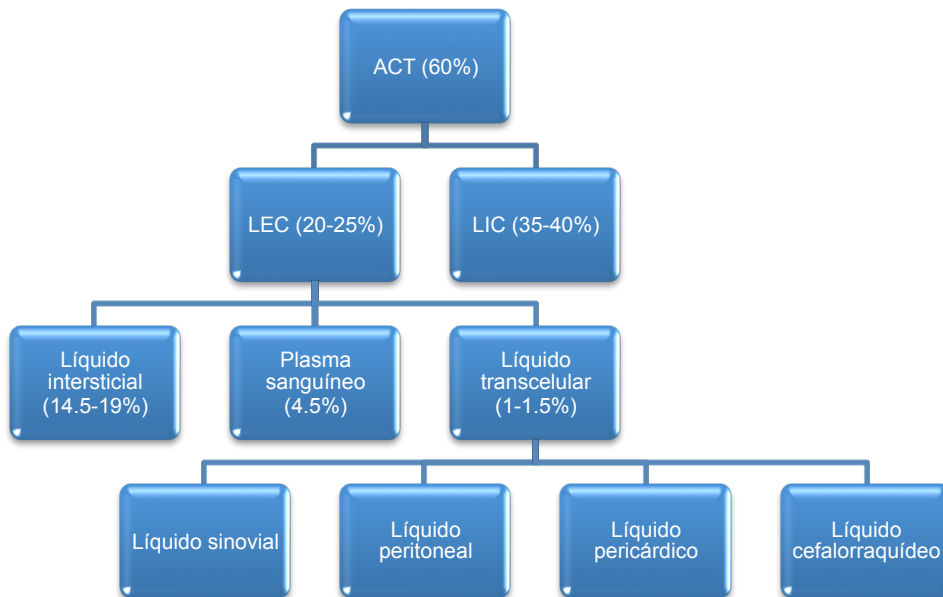 ACT (60%)
LEC (20-25%)
LIC (35-40%)
Líquido
intersticial
(14.5-19%)
Plasma
sanguíneo
(4.5%)
Líquido
transcelular
(1-1.5%)
Líquido sinovial
Líquido
peritoneal
Líquido
pericárdico
Líquido
cefalorraquídeo